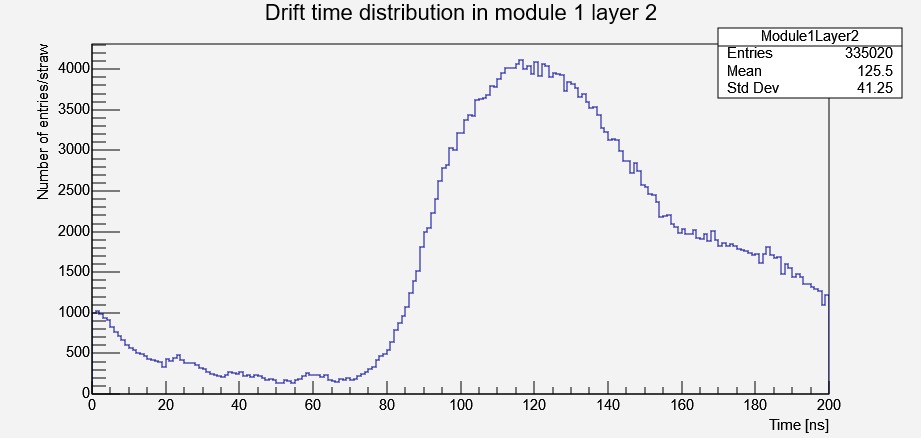 Drift time distribution in module 1 layer 2
Module1Layer2
Entries 335020
Mean 125.5
Std Dev 41.25
Number of entries/straw
4000
3500
3000
2500
2000
1500
1000
500
0
0 20 40 60 80 100 120 140 160 180 200
Time [ns]